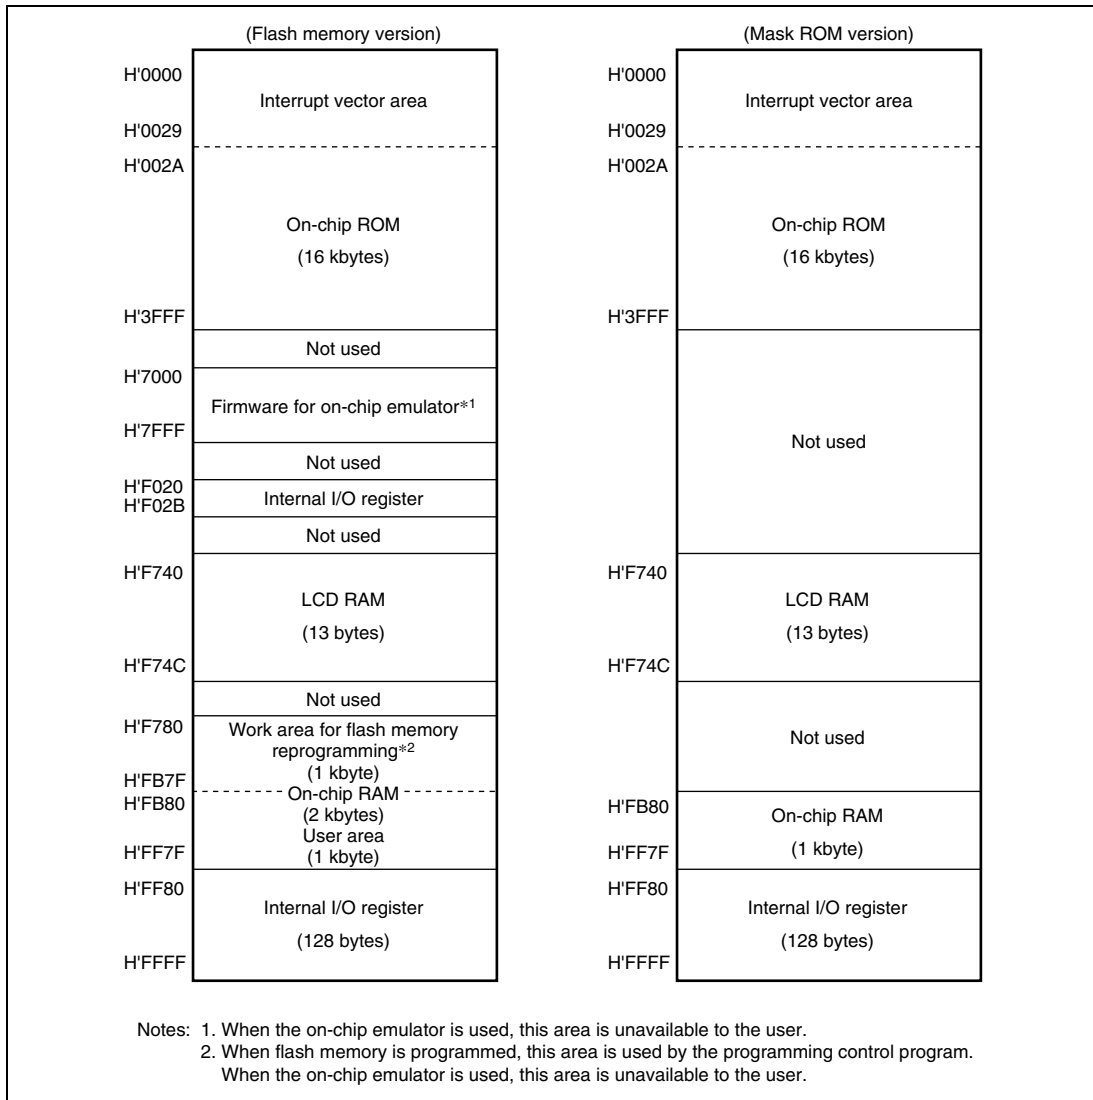 (Flash memory version)
H'0000
Interrupt vector area
H'0029
H'002A
On-chip ROM
(16 kbytes)
H'3FFF
Not used
H'7000
Firmware for on-chip emulator*1
H'7FFF
Not used
H'F020
H'F02B
Internal I/O register
Not used
H'F740
LCD RAM
(13 bytes)
H'F74C
Not used
H'F780
Work area for flash memory
reprogramming*2
(1 kbyte)
H'FB7F
On-chip RAM
H'FB80
(2 kbytes)
User area
H'FF7F
(1 kbyte)
H'FF80
Internal I/O register
(128 bytes)
H'FFFF
(Mask ROM version)
H'0000
Interrupt vector area
H'0029
H'002A
On-chip ROM
(16 kbytes)
H'3FFF
Not used
H'F740
LCD RAM
(13 bytes)
H'F74C
Not used
H'FB80
On-chip RAM
(1 kbyte)
H'FF7F
H'FF80
Internal I/O register
(128 bytes)
H'FFFF
Notes: 1. When the on-chip emulator is used, this area is unavailable to the user.
2. When flash memory is programmed, this area is used by the programming control program.
When the on-chip emulator is used, this area is unavailable to the user.